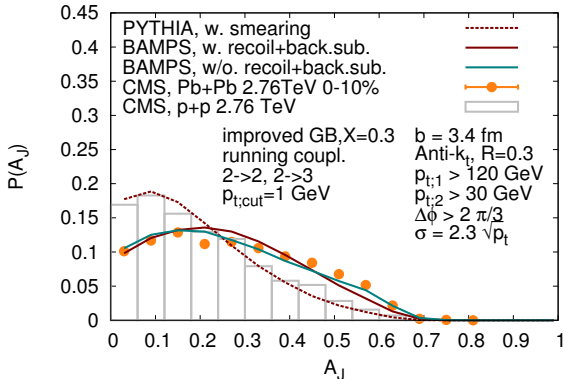 PYTHIA, w. smearing
BAMPS, w. recoil+back.sub.
BAMPS, w/o. recoil+back.sub.
CMS, Pb+Pb 2.76TeV 0-10%
CMS, p+p 2.76 TeV
improved GB,X=0.3
running coupl.
2->2, 2->3
p_{t;cut}=1 GeV
b = 3.4 fm
Anti-k_t, R=0.3
p_{t;1} > 120 GeV
p_{t;2} > 30 GeV
Δϕ > 2 π/3
σ = 2.3 √p_t
P(A_J)
0.45
0.4
0.35
0.3
0.25
0.2
0.15
0.1
0.05
0
0 0.1 0.2 0.3 0.4 0.5 0.6 0.7 0.8 0.9 1
A_J